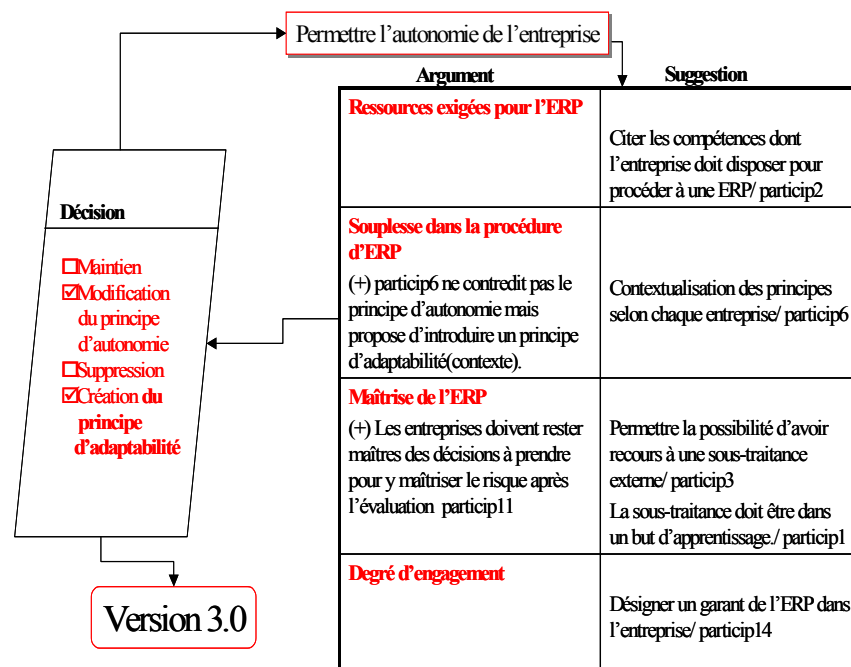 Permettre l’autonomie de l’entreprise
Argument
Suggestion
Ressources exigées pour l’ERP
Citer les compétences dont
l’entreprise doit disposer pour
procéder à une ERP/ particip2
Souplesse dans la procédure
d’ERP
(+) particip6 ne contredit pas le
principe d’autonomie mais
propose d’introduire un principe
d’adaptabilité(contexte).
Contextualisation des principes
selon chaque entreprise/ particip6
Maîtrise de l’ERP
(+) Les entreprises doivent rester
maîtres des décisions à prendre
pour y maîtriser le risque après
l’évaluation particip11
Permettre la possibilité d’avoir
recours à une sous-traitance
externe/ particip3
La sous-traitance doit être dans
un but d’apprentissage./ particip1
Degré d’engagement
Désigner un garant de l’ERP dans
l’entreprise/ particip14
Décision
☐Maintien
☑Modification
du principe
d’autonomie
☐Suppression
☑Création du
principe
d’adaptabilité
Version 3.0